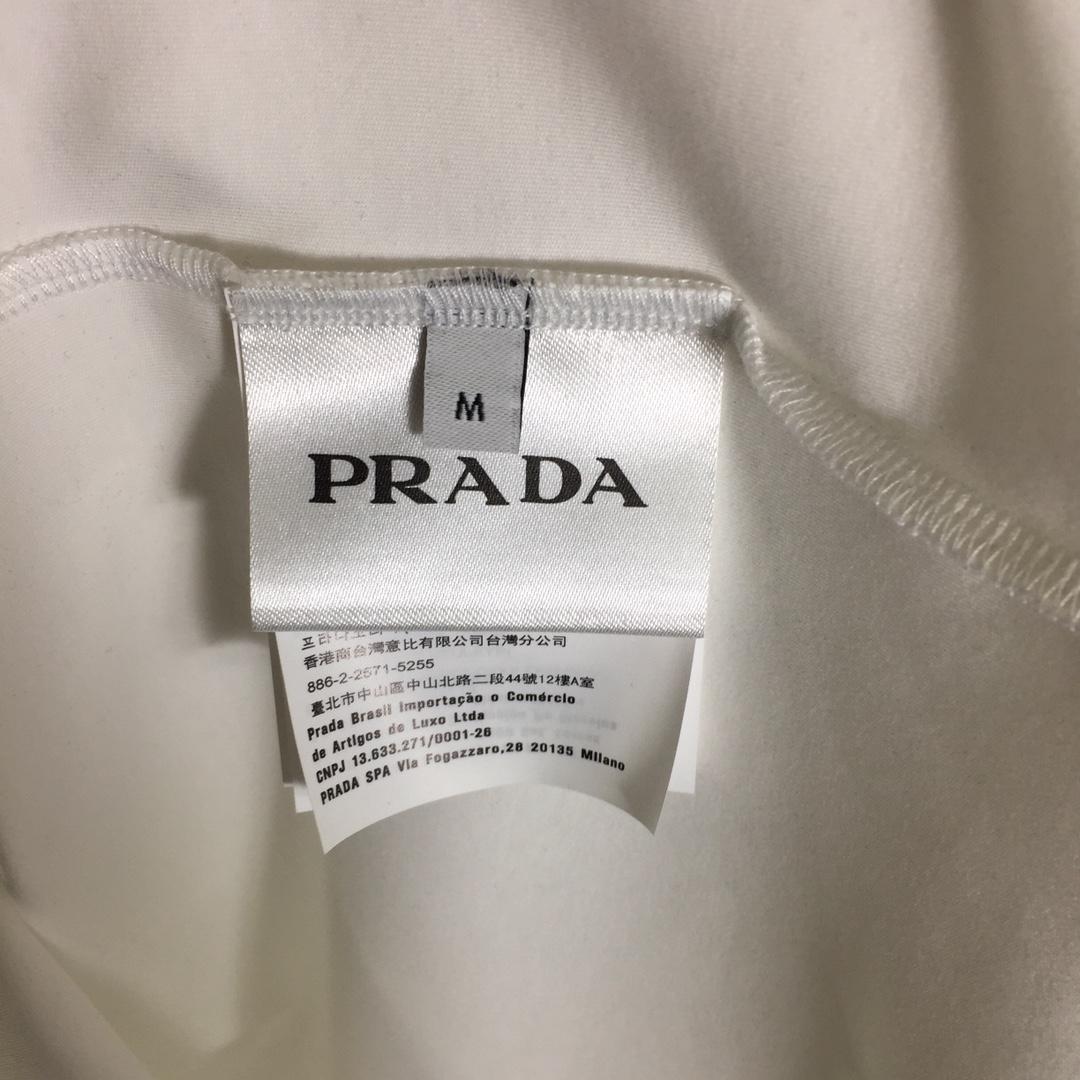 M
PRADA
香港商台灣意比有限公司台灣分公司
886-2-2571-5255
臺北市中山區中山北路二段44號12樓A室
Prada Brasil Importação o Comércio
de Artigos de Luxo Ltda
CNPJ 13.633.271/0001-26
PRADA SPA Via Fogazzaro,28 20135 Milano